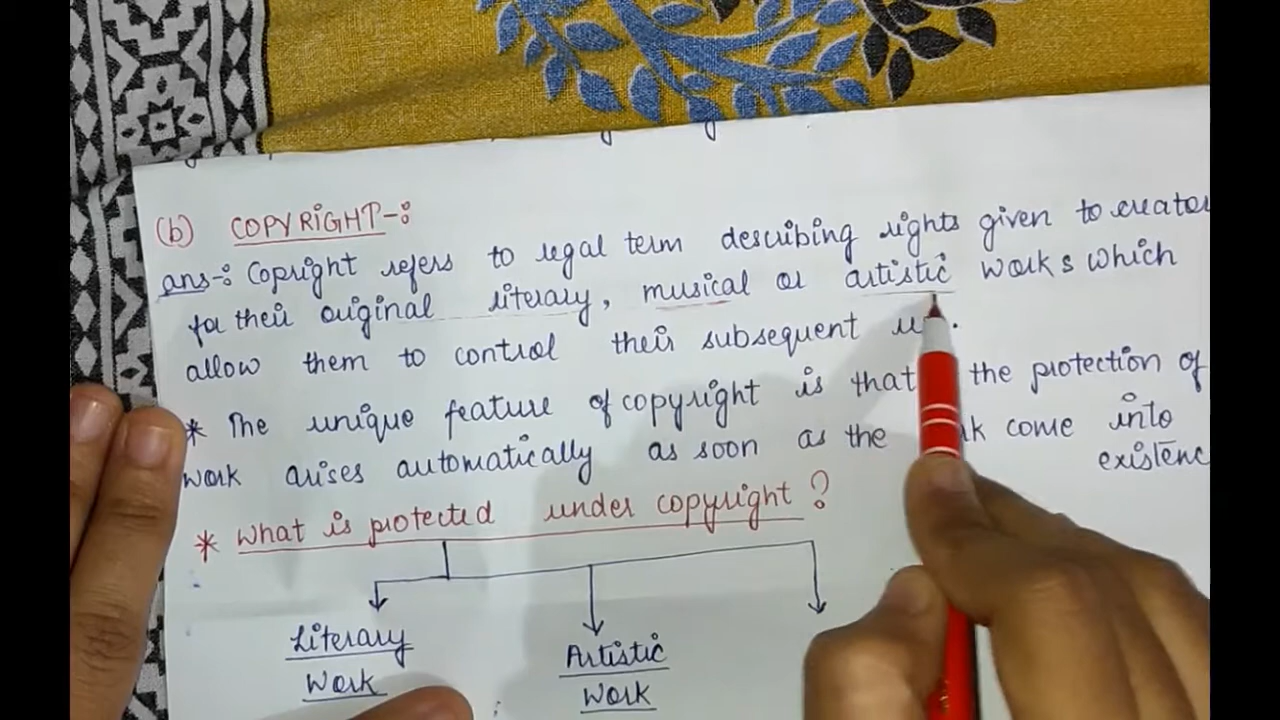 (b) COPYRIGHT-:
ans-: Copright refers to legal term describing rights given to creator
for their original literary, musical or artistic works which
allow them to control their subsequent
* The unique feature of copyright is that the protection of
work arises automatically as soon as the come into
existenc
* What is protected under copyright ?
Literary Artistic
Work Work